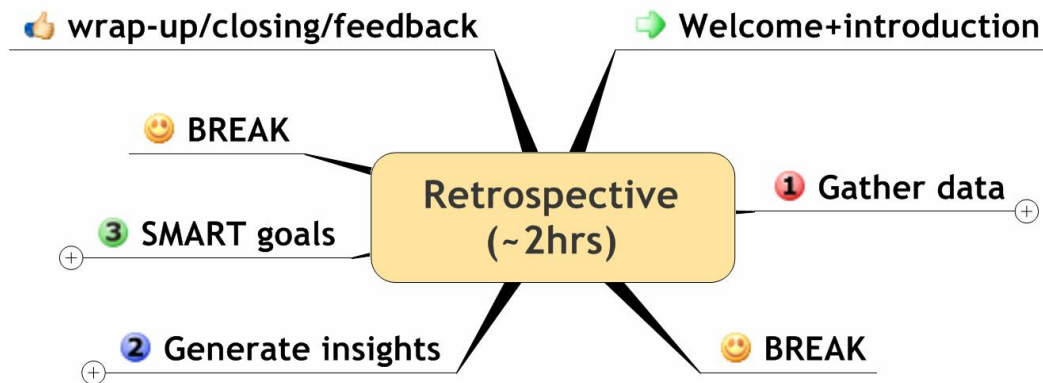 wrap-up/closing/feedback
Welcome+introduction
BREAK
Retrospective
(~2hrs)
1 Gather data
3 SMART goals
2 Generate insights
BREAK